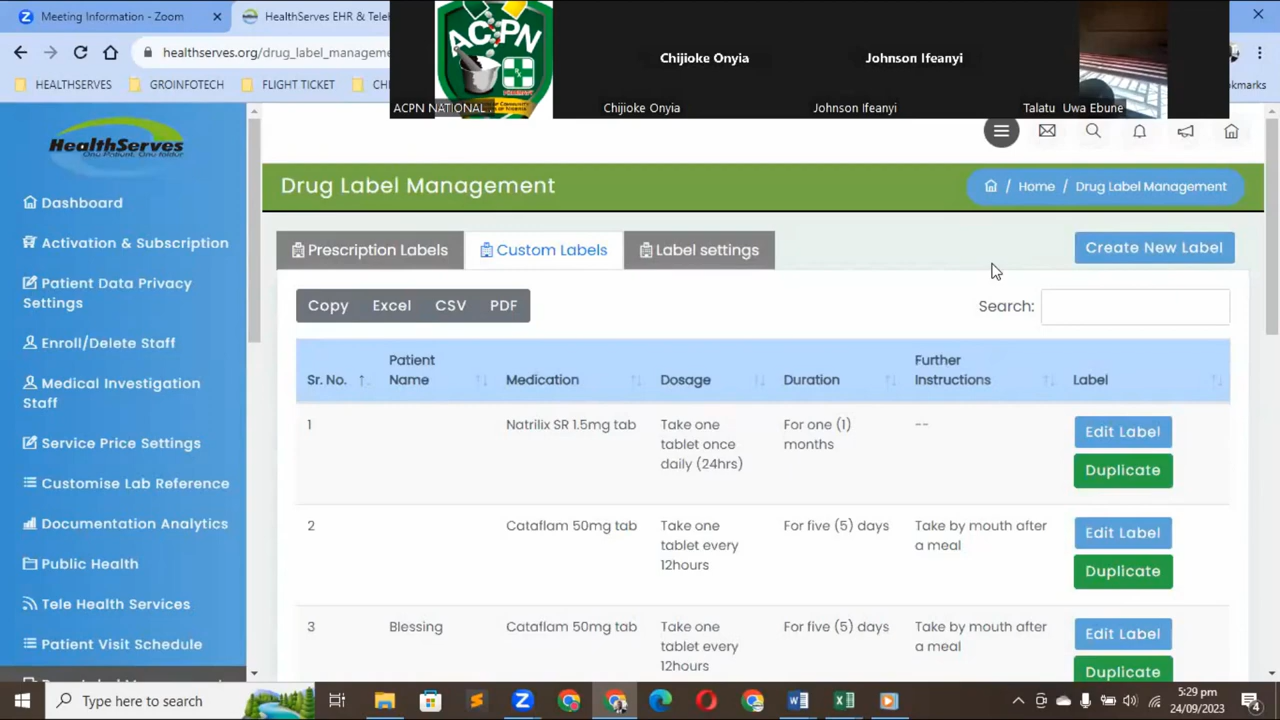 Meeting Information - Zoom
HealthServes EHR & Tele
healthserves.org/drug_label_manageme
HEALTHSERVES
GROINFOTECH
FLIGHT TICKET
ACPN
ACPN NATIONAL
Chijioke Onyia
Chijioke Onyia
Johnson Ifeanyi
Johnson Ifeanyi
Talatu Uwa Ebune
HealthServes
Dashboard
Activation & Subscription
Patient Data Privacy
Settings
Enroll/Delete Staff
Medical Investigation
Staff
Service Price Settings
Customise Lab Reference
Documentation Analytics
Public Health
Tele Health Services
Patient Visit Schedule
Drug Label Management
/ Home / Drug Label Management
Prescription Labels
Custom Labels
Label settings
Create New Label
Copy Excel CSV PDF
Search:
Sr. No.
Patient
Name
Medication
Dosage
Duration
Further
Instructions
Label
1
Natrilix SR 1.5mg tab
Take one
tablet once
daily (24hrs)
For one (1)
months
--
Edit Label
Duplicate
2
Cataflam 50mg tab
Take one
tablet every
12hours
For five (5) days
Take by mouth after
a meal
Edit Label
Duplicate
3
Blessing
Cataflam 50mg tab
Take one
tablet every
12hours
For five (5) days
Take by mouth after
a meal
Edit Label
Duplicate
Type here to search
5:29 pm
24/09/2023
4